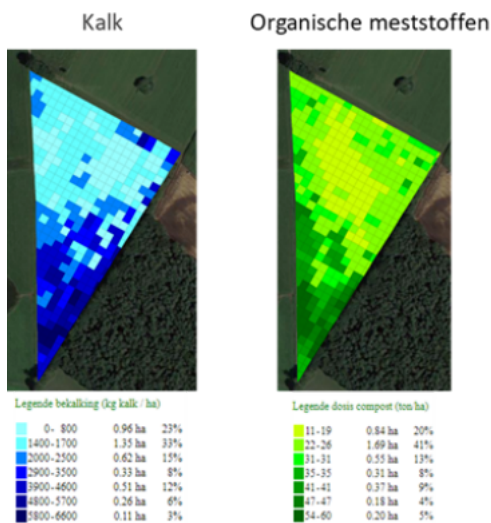 Kalk
Organische meststoffen
Legende bekalking (kg kalk / ha)
0- 800 0.96 ha 23%
1400-1700 1.35 ha 33%
2000-2500 0.62 ha 15%
2900-3500 0.33 ha 8%
3900-4600 0.51 ha 12%
4800-5700 0.26 ha 6%
5800-6600 0.11 ha 3%
Legende dosis compost (ton/ha)
11-19 0.84 ha 20%
22-26 1.69 ha 41%
31-31 0.55 ha 13%
35-35 0.31 ha 8%
41-41 0.37 ha 9%
47-47 0.18 ha 4%
54-60 0.20 ha 5%